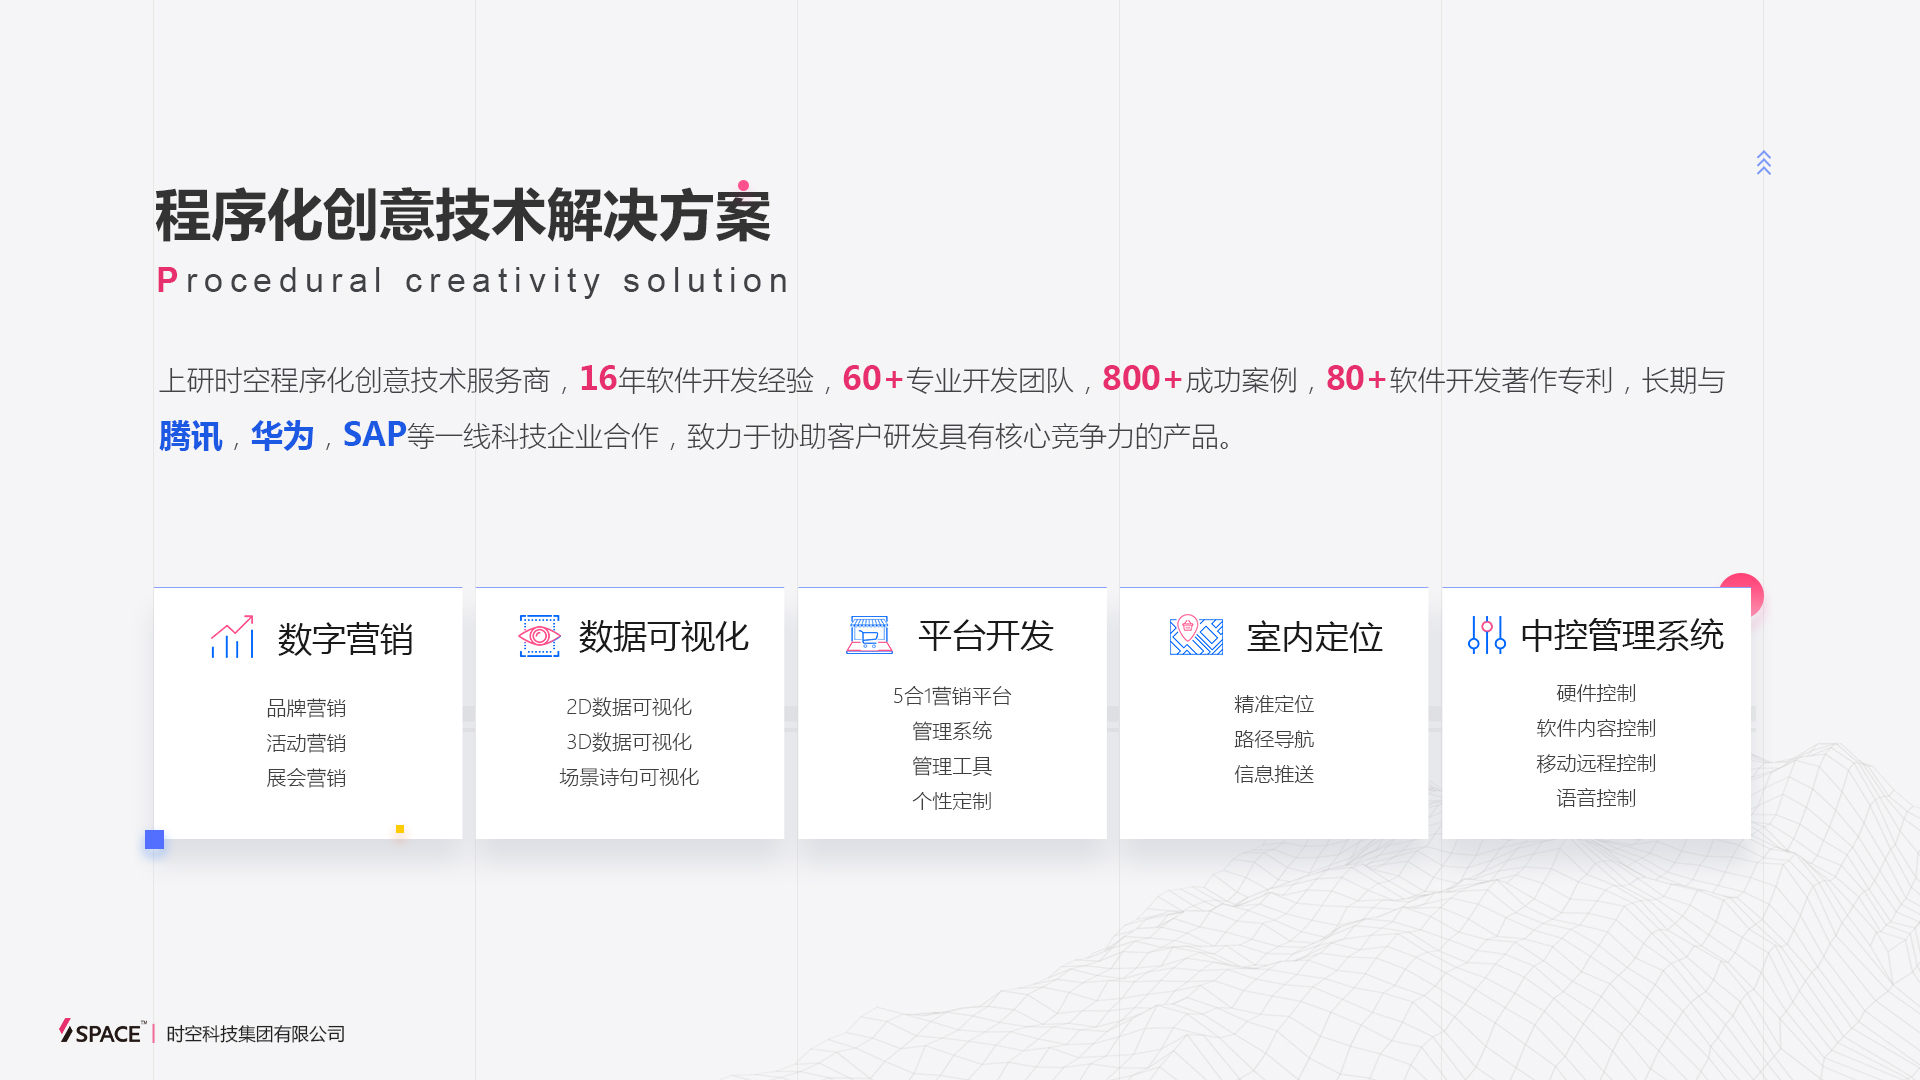 程序化创意技术解决方案
Procedural creativity solution
上研时空程序化创意技术服务商，16年软件开发经验，60+专业开发团队，800+成功案例，80+软件开发著作专利，长期与
腾讯，华为，SAP等一线科技企业合作，致力于协助客户研发具有核心竞争力的产品。
数字营销
品牌营销
活动营销
展会营销
数据可视化
2D数据可视化
3D数据可视化
场景诗句可视化
平台开发
5合1营销平台
管理系统
管理工具
个性定制
室内定位
精准定位
路径导航
信息推送
中控管理系统
硬件控制
软件内容控制
移动远程控制
语音控制
SPACE™ 时空科技集团有限公司